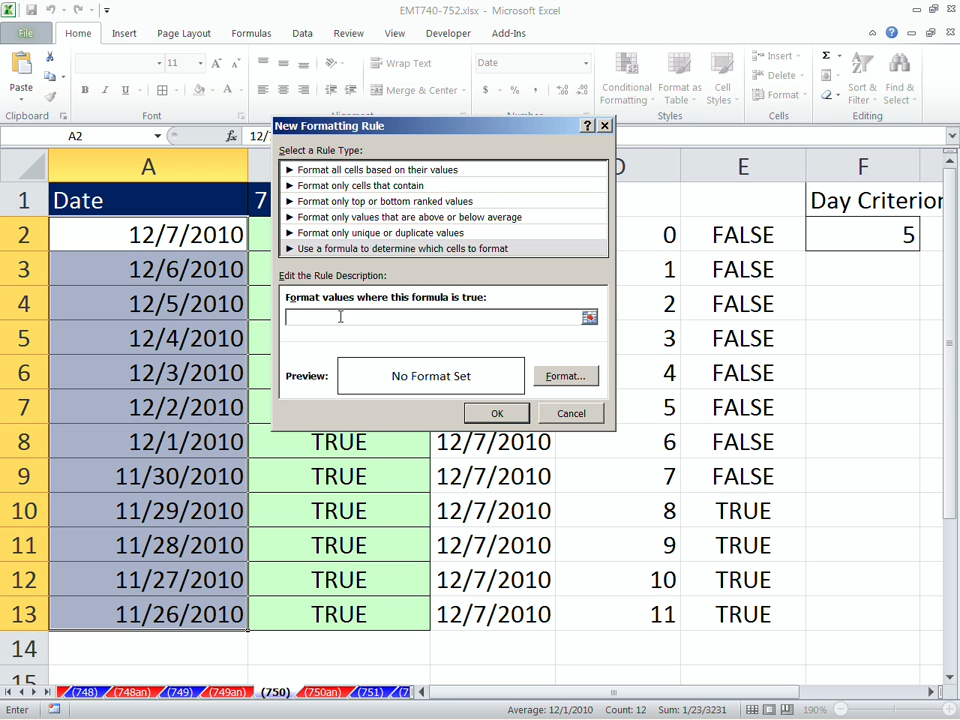 EMT740-752.xlsx - Microsoft Excel
File Home Insert Page Layout Formulas Data Review View Developer Add-Ins
Paste
Clipboard
11
B I U A
Font
Wrap Text
Merge & Center
Alignment
Date
$ % ,
Number
Conditional Formatting
Format as Table
Cell Styles
Styles
Insert
Delete
Format
Cells
Sort & Filter
Find & Select
Editing
A2 fx 12/7
A D E F
1 Date 7 Day Criterion
2 12/7/2010 0 FALSE 5
3 12/6/2010 1 FALSE
4 12/5/2010 2 FALSE
5 12/4/2010 3 FALSE
6 12/3/2010 4 FALSE
7 12/2/2010 5 FALSE
8 12/1/2010 TRUE 12/7/2010 6 FALSE
9 11/30/2010 TRUE 12/7/2010 7 FALSE
10 11/29/2010 TRUE 12/7/2010 8 TRUE
11 11/28/2010 TRUE 12/7/2010 9 TRUE
12 11/27/2010 TRUE 12/7/2010 10 TRUE
13 11/26/2010 TRUE 12/7/2010 11 TRUE
14
15
New Formatting Rule
Select a Rule Type:
► Format all cells based on their values
► Format only cells that contain
► Format only top or bottom ranked values
► Format only values that are above or below average
► Format only unique or duplicate values
► Use a formula to determine which cells to format
Edit the Rule Description:
Format values where this formula is true:
Preview: No Format Set Format...
OK Cancel
(748) (748an) (749) (749an) (750) (750an) (751) (7
Enter Average: 12/1/2010 Count: 12 Sum: 1/23/3231 190%